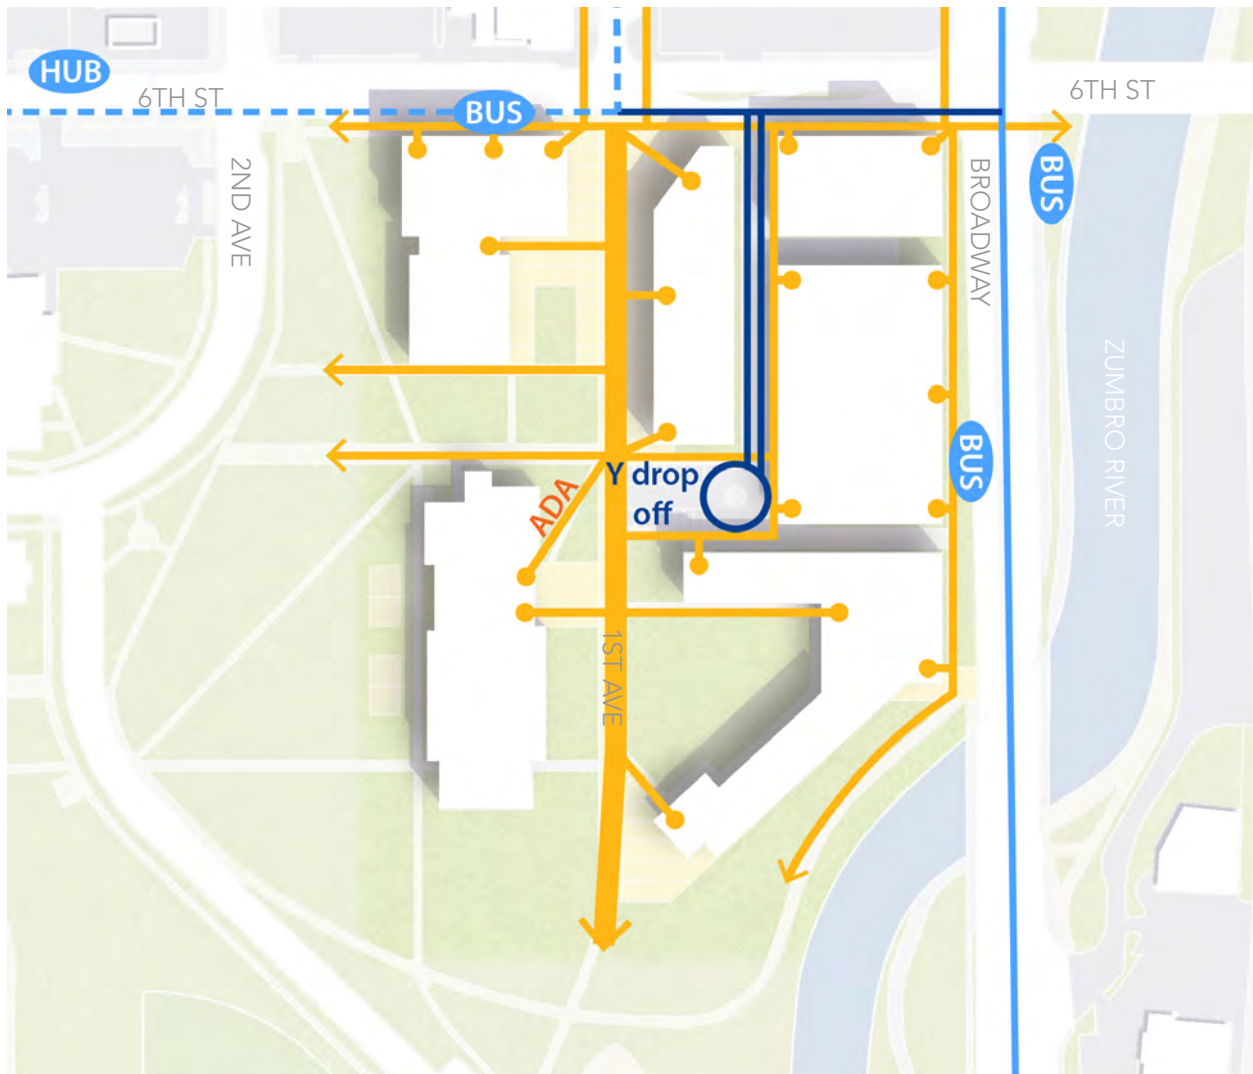 HUB
6TH ST
BUS
6TH ST
2ND AVE
BROADWAY
BUS
ZUMBRO RIVER
BUS
Y drop
off
ADA
1ST AVE